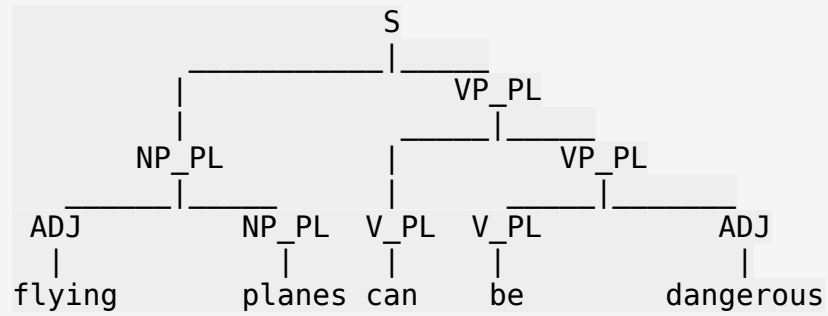 S
VP_PL
NP_PL VP_PL
ADJ NP_PL V_PL V_PL ADJ
flying planes can be dangerous